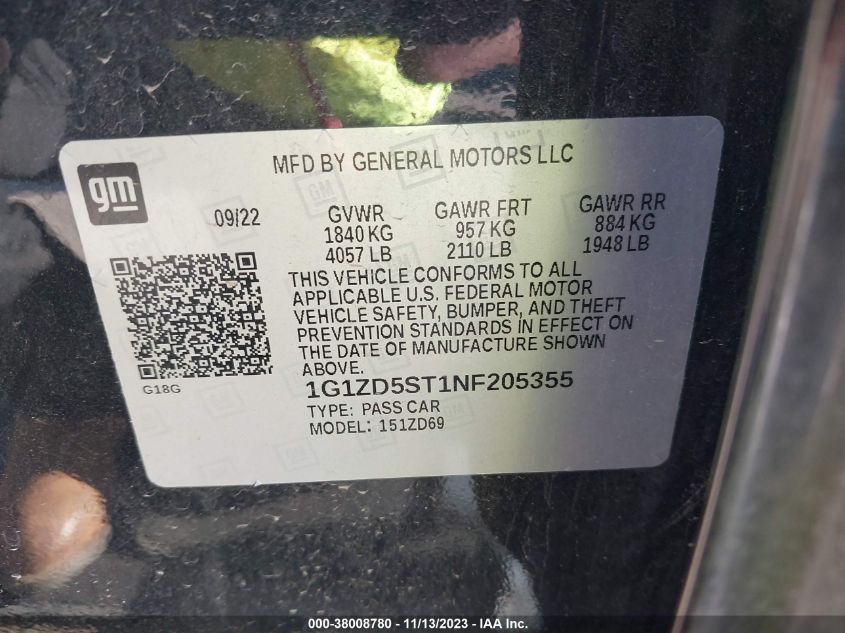 MFD BY GENERAL MOTORS LLC
gm
09/22
GVWR
1840 KG
4057 LB
GAWR FRT
957 KG
2110 LB
GAWR RR
884 KG
1948 LB
THIS VEHICLE CONFORMS TO ALL
APPLICABLE U.S. FEDERAL MOTOR
VEHICLE SAFETY, BUMPER, AND THEFT
PREVENTION STANDARDS IN EFFECT ON
THE DATE OF MANUFACTURE SHOWN
ABOVE.
G18G
1G1ZD5ST1NF205355
TYPE: PASS CAR
MODEL: 151ZD69
000-38008780 - 11/13/2023 - IAA Inc.